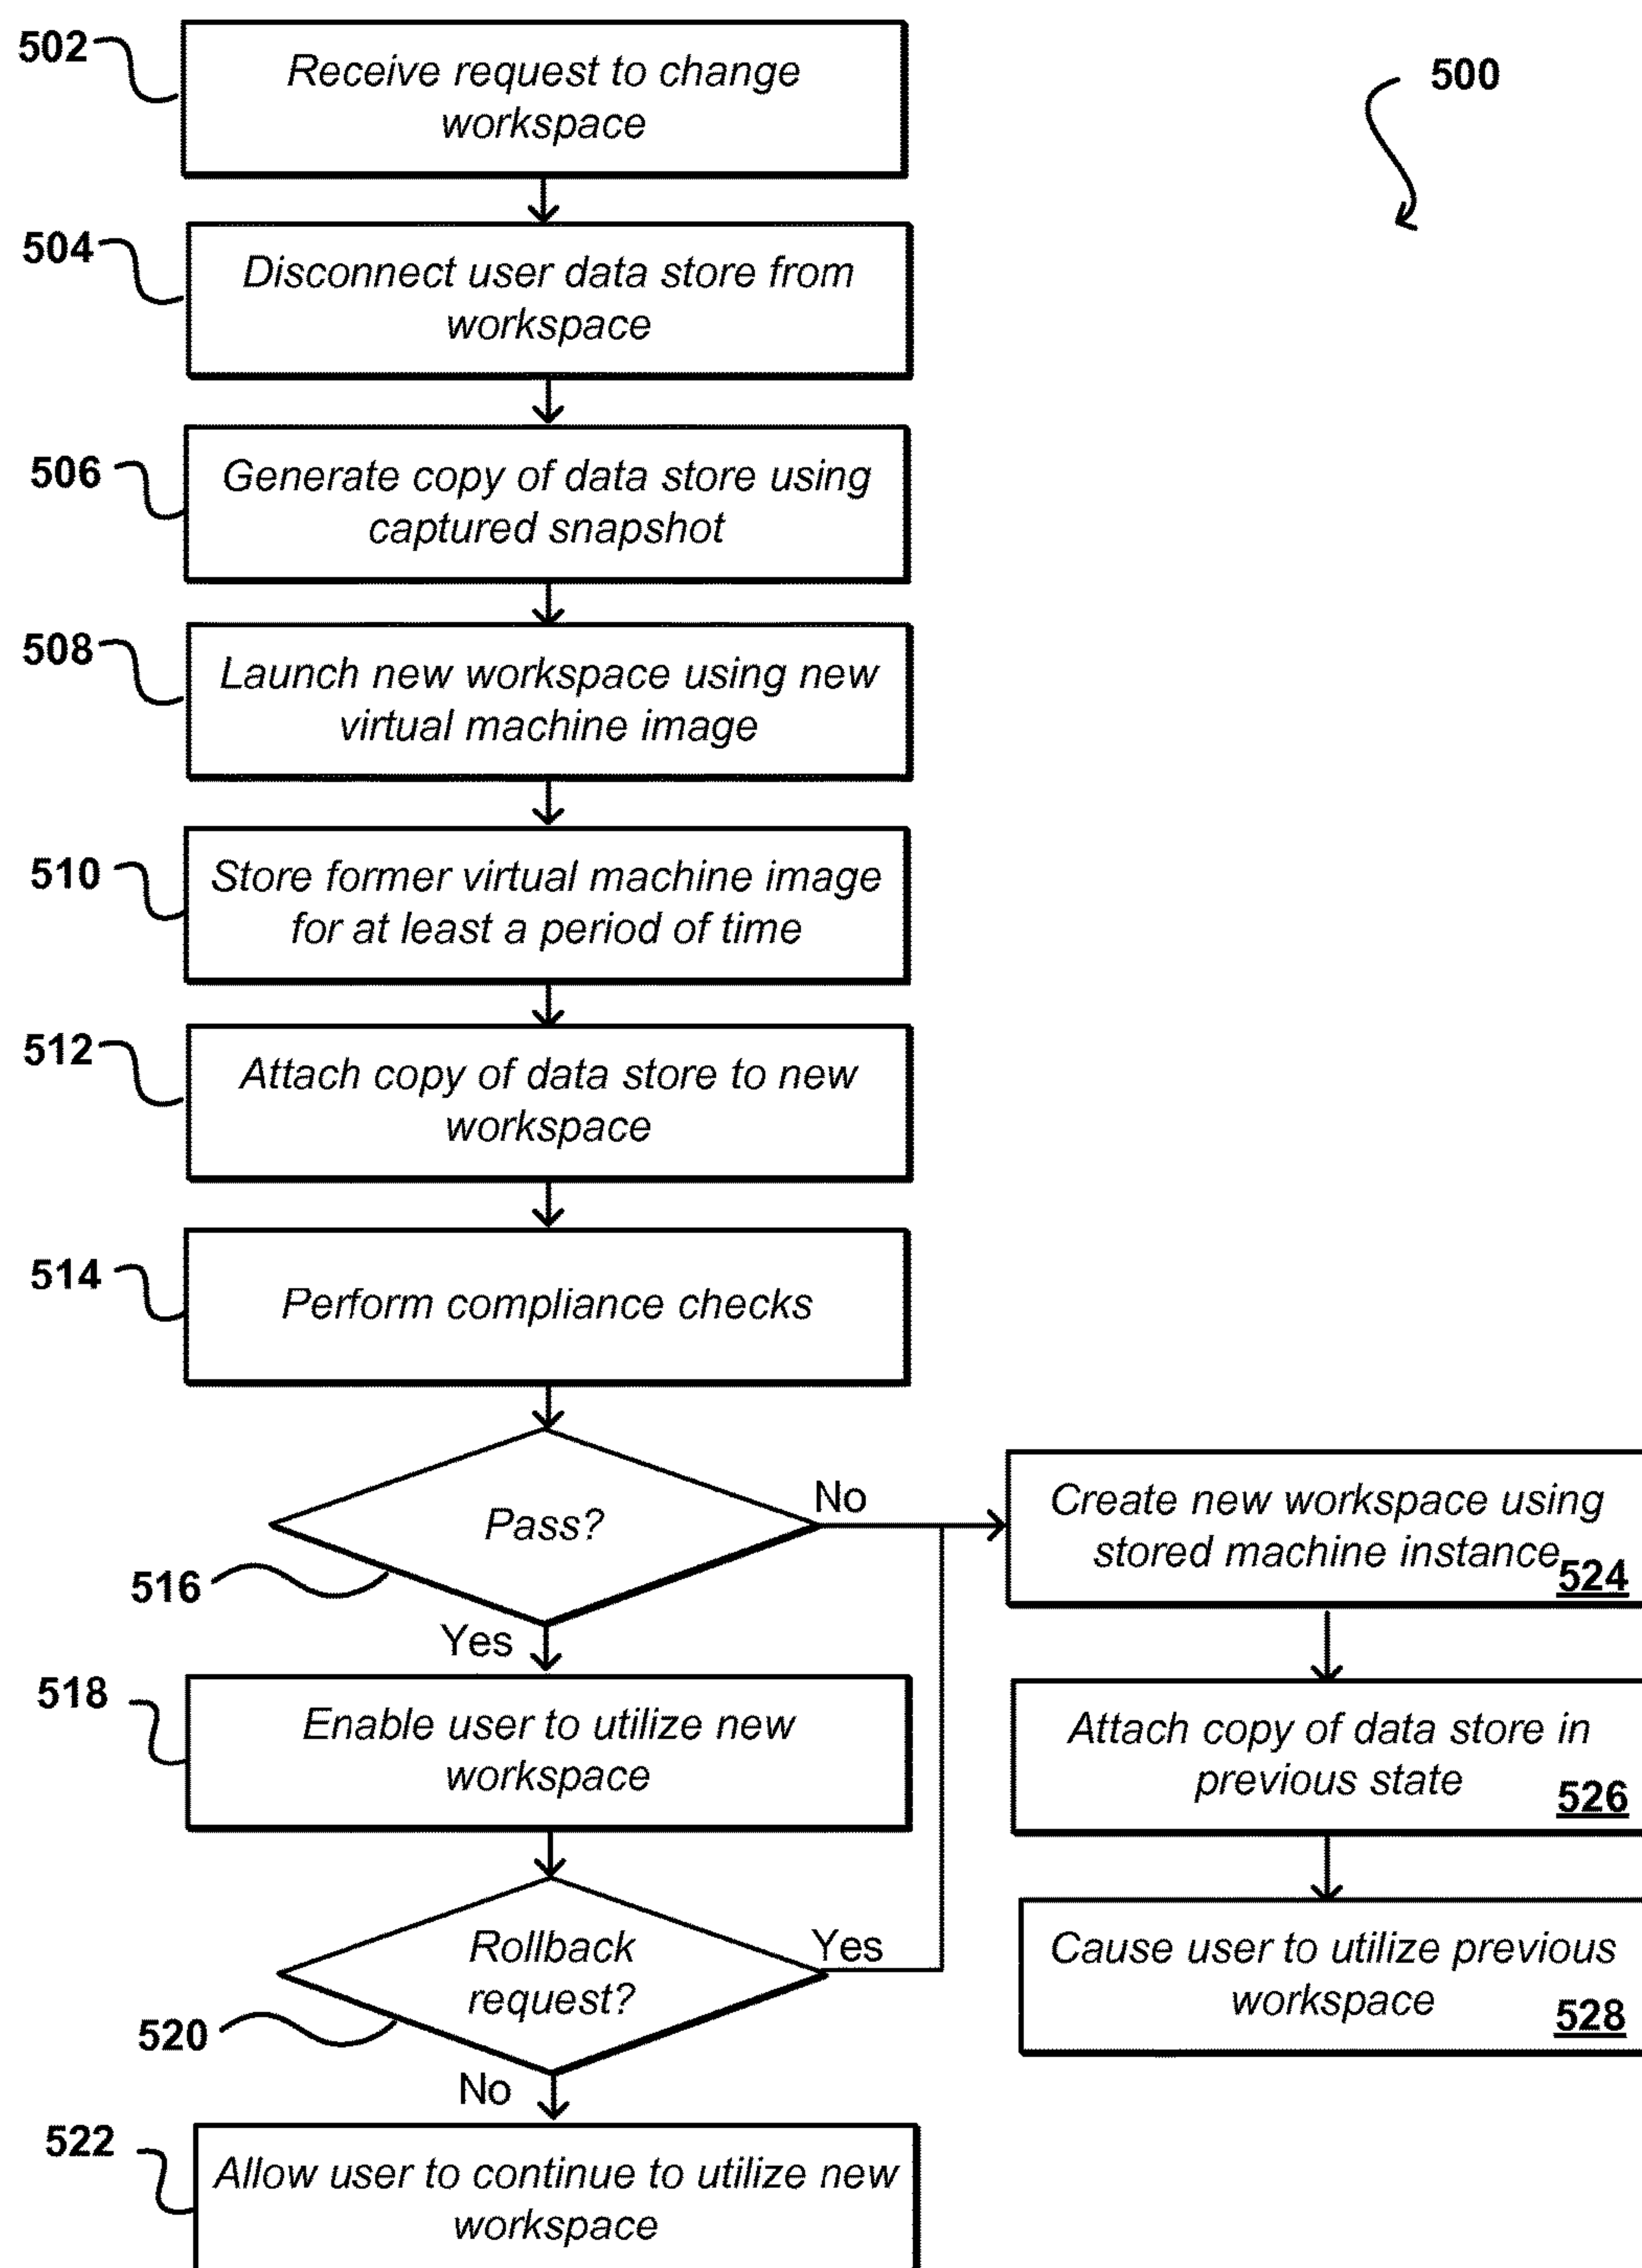 502
Receive request to change
workspace
500
504
Disconnect user data store from
workspace
506
Generate copy of data store using
captured snapshot
508
Launch new workspace using new
virtual machine image
510
Store former virtual machine image
for at least a period of time
512
Attach copy of data store to new
workspace
514
Perform compliance checks
Pass?
No
516
Yes
Create new workspace using
stored machine instance
524
518
Enable user to utilize new
workspace
Attach copy of data store in
previous state
526
Rollback
request?
Yes
520
No
Cause user to utilize previous
workspace
528
522
Allow user to continue to utilize new
workspace